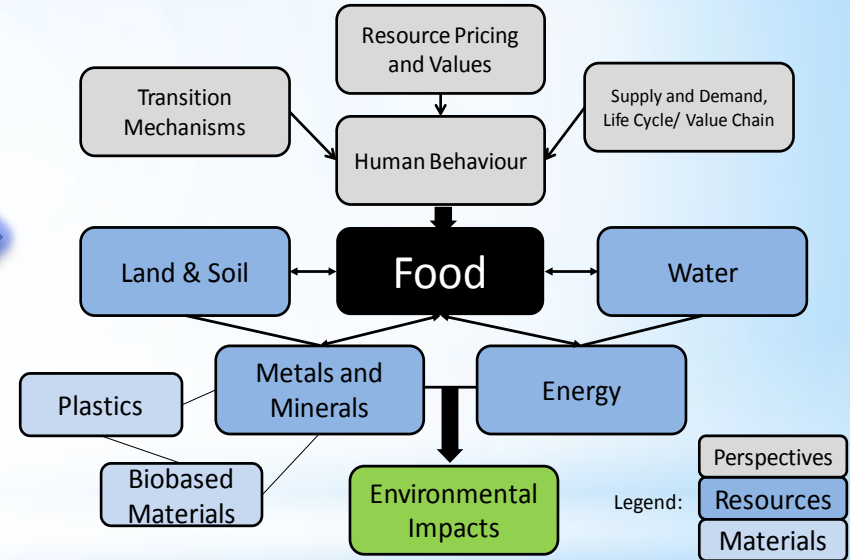 Resource Pricing
and Values
Transition
Mechanisms
Supply and Demand,
Life Cycle/ Value Chain
Human Behaviour
Land & Soil
Food
Water
Metals and
Minerals
Energy
Plastics
Biobased
Materials
Environmental
Impacts
Legend:
Perspectives
Resources
Materials